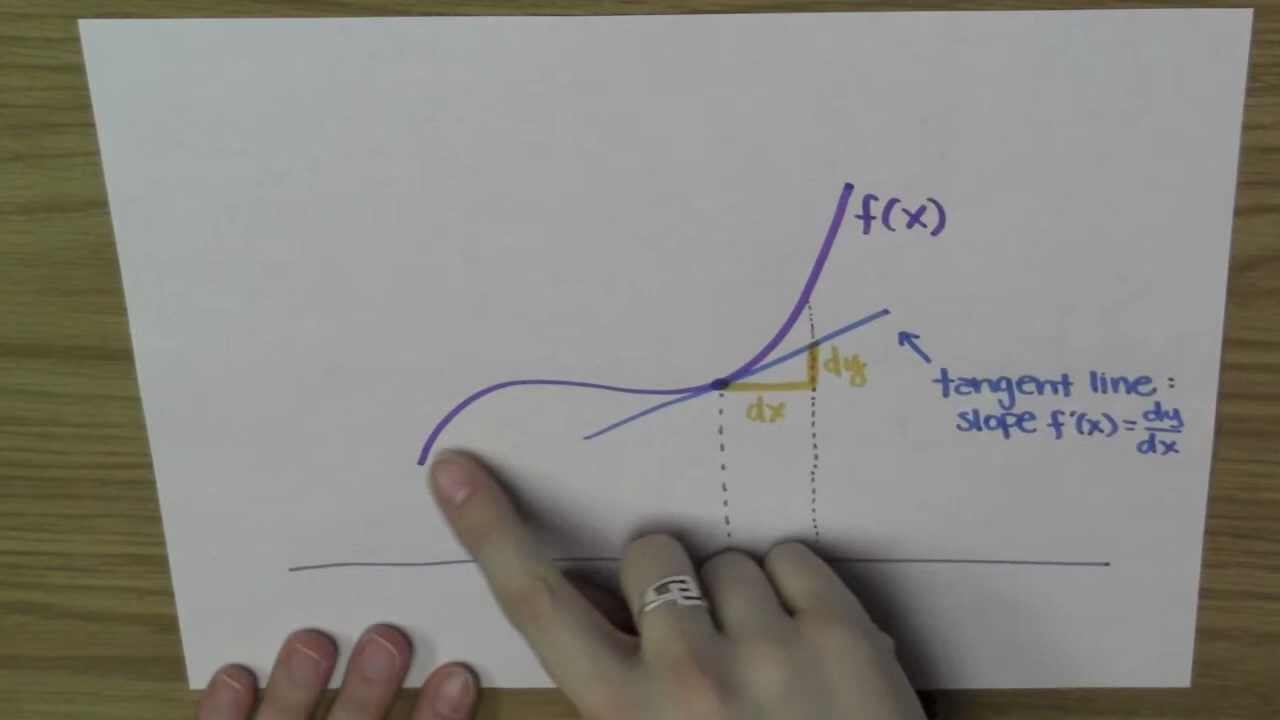 f(x)
dy
dx
tangent line:
slope f'(x) = dy/dx